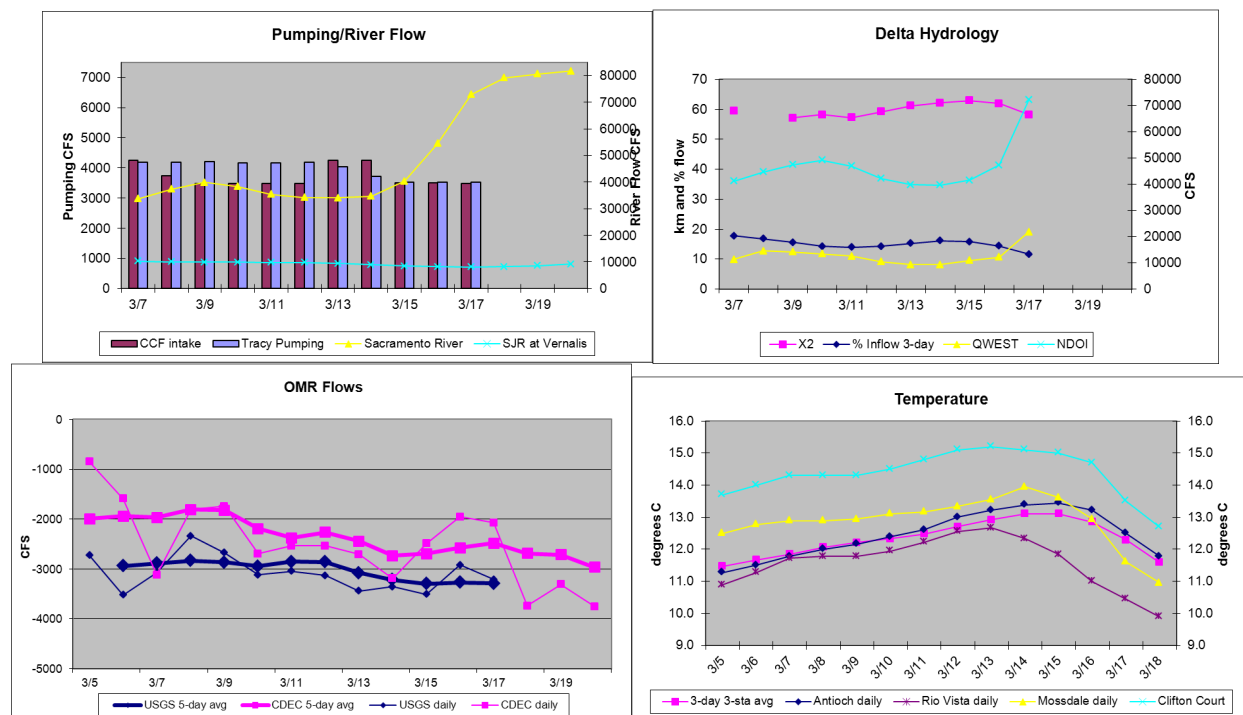 Pumping/River Flow
Pumping CFS
7000
6000
5000
4000
3000
2000
1000
0
80000
70000
60000
50000
40000
30000
20000
10000
0
River Flow CFS
3/7 3/9 3/11 3/13 3/15 3/17 3/19
CCF intake Tracy Pumping Sacramento River SJR at Vernalis
Delta Hydrology
km and % flow
70
60
50
40
30
20
10
0
80000
70000
60000
50000
40000
30000
20000
10000
0
CFS
3/7 3/9 3/11 3/13 3/15 3/17 3/19
X2 % Inflow 3-day QWEST NDOI
OMR Flows
CFS
0
-1000
-2000
-3000
-4000
-5000
3/5 3/7 3/9 3/11 3/13 3/15 3/17 3/19
USGS 5-day avg CDEC 5-day avg USGS daily CDEC daily
Temperature
degrees C
16.0
15.0
14.0
13.0
12.0
11.0
10.0
9.0
16.0
15.0
14.0
13.0
12.0
11.0
10.0
9.0
degrees C
3/5 3/6 3/7 3/8 3/9 3/10 3/11 3/12 3/13 3/14 3/15 3/16 3/17 3/18
3-day 3-sta avg Antioch daily Rio Vista daily Mossdale daily Clifton Court